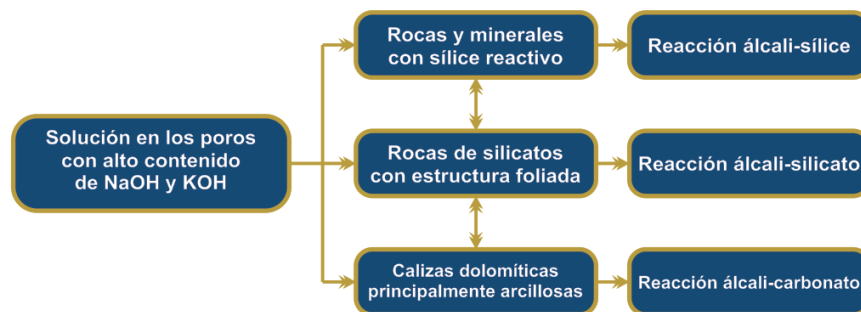 Solución en los poros
con alto contenido
de NaOH y KOH
Rocas y minerales
con sílice reactivo
Reacción álcali-sílice
Rocas de silicatos
con estructura foliada
Reacción álcali-silicato
Calizas dolomíticas
principalmente arcillosas
Reacción álcali-carbonato